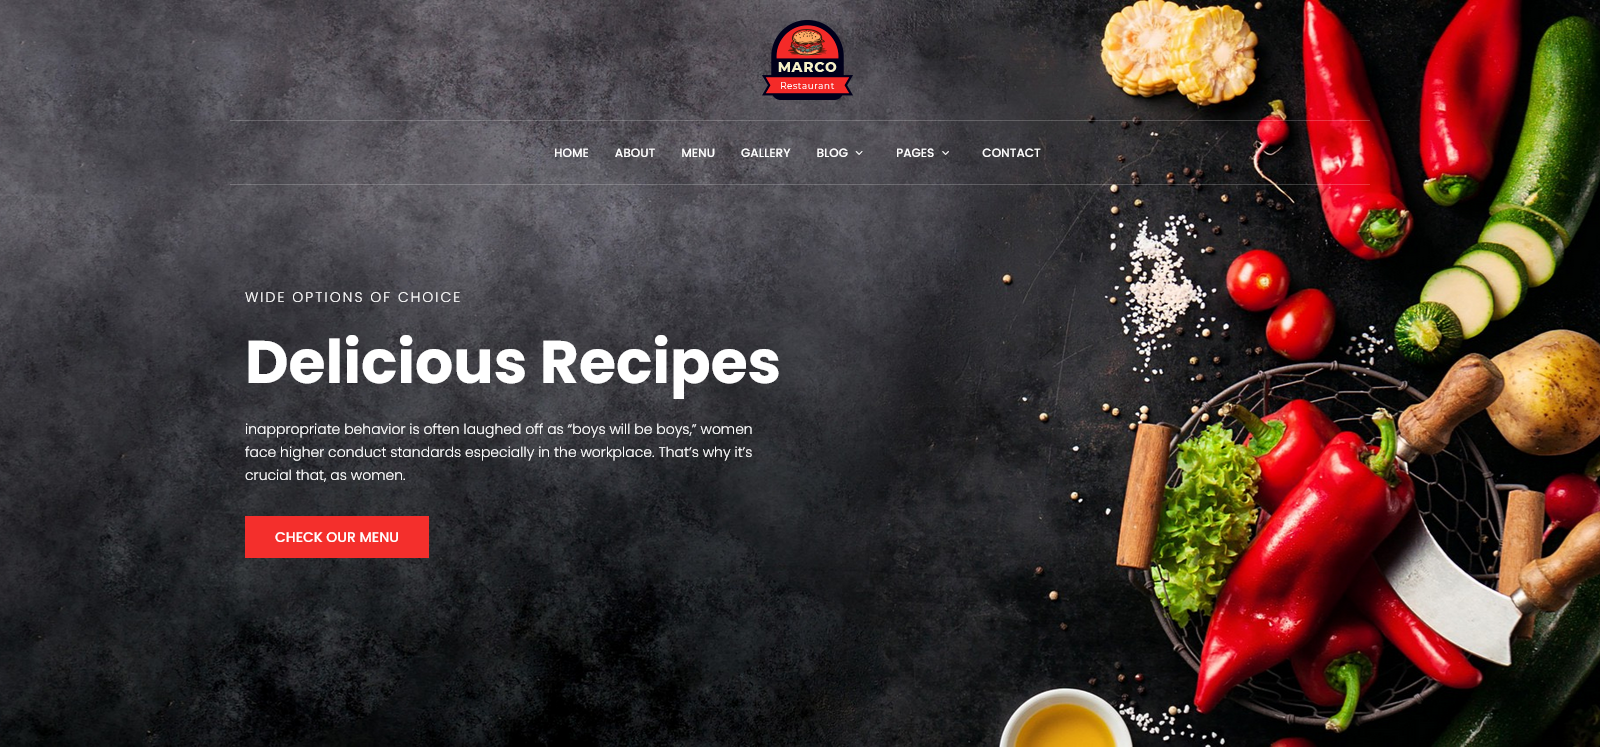 MARCO
Restaurant
HOME ABOUT MENU GALLERY BLOG PAGES CONTACT
WIDE OPTIONS OF CHOICE
Delicious Recipes
inappropriate behavior is often laughed off as “boys will be boys,” women
face higher conduct standards especially in the workplace. That’s why it’s
crucial that, as women.
CHECK OUR MENU